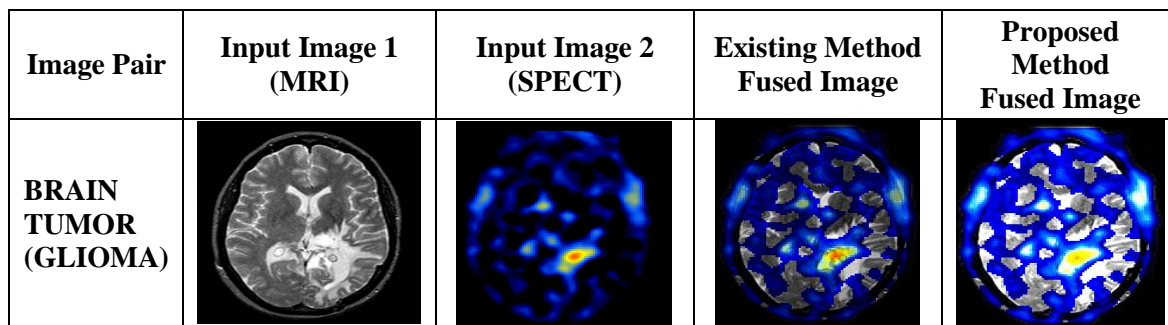 Image Pair
Input Image 1
(MRI)
Input Image 2
(SPECT)
Existing Method
Fused Image
Proposed
Method
Fused Image
BRAIN
TUMOR
(GLIOMA)